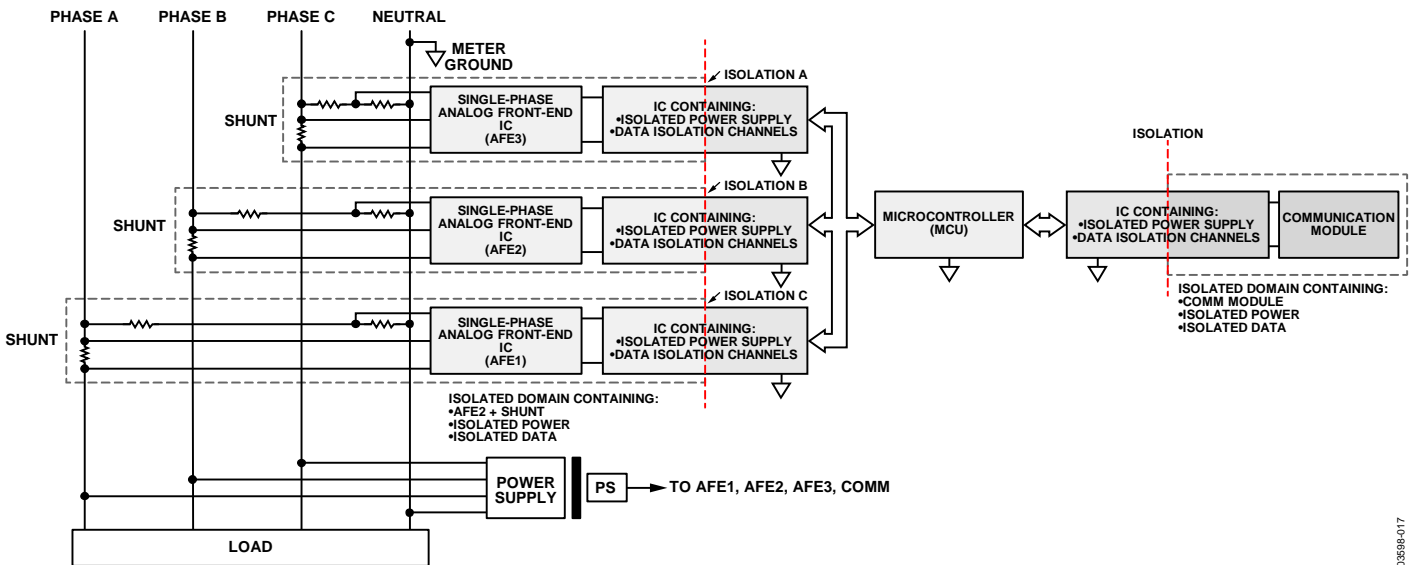 PHASE A
PHASE B
PHASE C
NEUTRAL
METER
GROUND
ISOLATION A
SHUNT
SINGLE-PHASE
ANALOG FRONT-END
IC
(AFE3)
IC CONTAINING:
•ISOLATED POWER SUPPLY
•DATA ISOLATION CHANNELS
ISOLATION B
SHUNT
SINGLE-PHASE
ANALOG FRONT-END
IC
(AFE2)
IC CONTAINING:
•ISOLATED POWER SUPPLY
•DATA ISOLATION CHANNELS
ISOLATION C
SHUNT
SINGLE-PHASE
ANALOG FRONT-END
IC
(AFE1)
IC CONTAINING:
•ISOLATED POWER SUPPLY
•DATA ISOLATION CHANNELS
MICROCONTROLLER
(MCU)
ISOLATION
IC CONTAINING:
•ISOLATED POWER SUPPLY
•DATA ISOLATION CHANNELS
COMMUNICATION
MODULE
ISOLATED DOMAIN CONTAINING:
•COMM MODULE
•ISOLATED POWER
•ISOLATED DATA
ISOLATED DOMAIN CONTAINING:
•AFE2 + SHUNT
•ISOLATED POWER
•ISOLATED DATA
POWER
SUPPLY
PS
TO AFE1, AFE2, AFE3, COMM
LOAD
03598-017